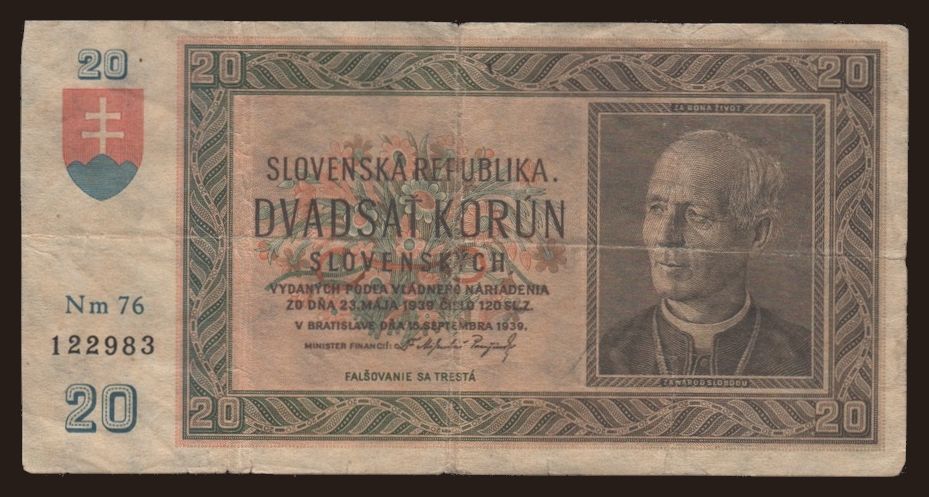 20
20
20
ZA BOHA ŽIVOT
SLOVENSKÁ REPUBLIKA.
DVADSAŤ KORÚN
SLOVENSKÝCH,
VYDANÝCH PODĽA VLÁDNEHO NARIADENIA
ZO DŇA 23. MÁJA 1939 ČÍSLO 120 SL. Z.
V BRATISLAVE DŇA 15. SEPTEMBRA 1939.
MINISTER FINANCIÍ:
FALŠOVANIE SA TRESTÁ
Nm 76
122983
ZA NÁROD SLOBODU
20
20
20